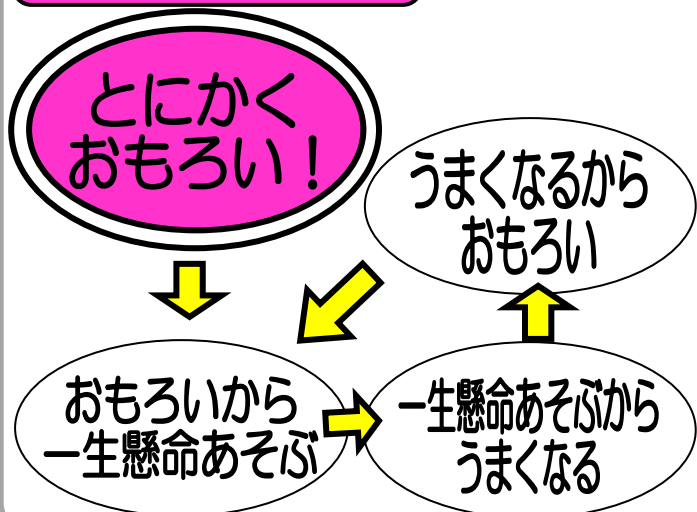 とにかく
おもろい！
うまくなるから
おもろい
おもろいから
一生懸命あそぶ
一生懸命あそぶから
うまくなる